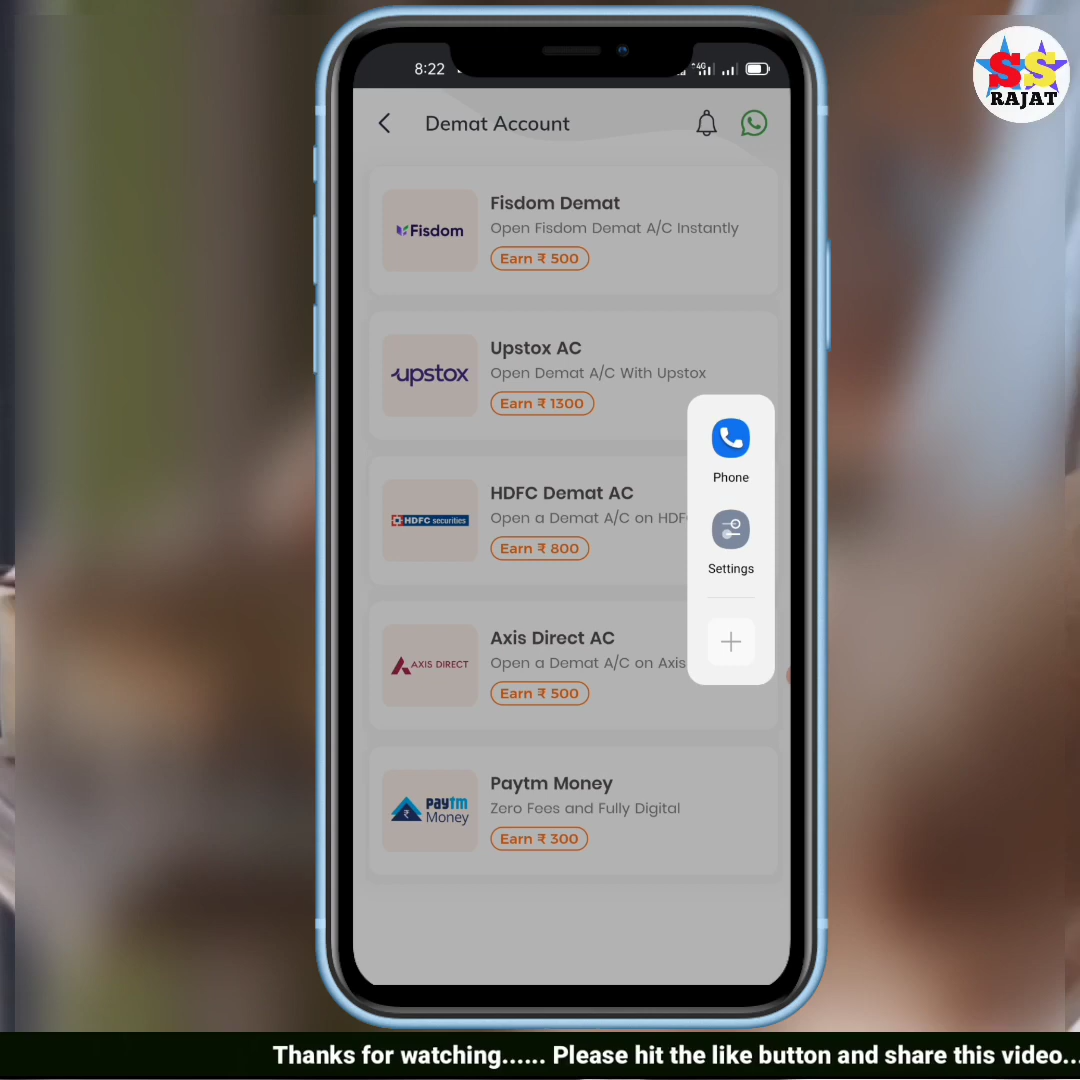 SS
RAJAT
8:22
4G
Demat Account
Fisdom
Fisdom Demat
Open Fisdom Demat A/C Instantly
Earn ₹ 500
upstox
Upstox AC
Open Demat A/C With Upstox
Earn ₹ 1300
HDFC securities
HDFC Demat AC
Open a Demat A/C on HDF
Earn ₹ 800
AXIS DIRECT
Axis Direct AC
Open a Demat A/C on Axis
Earn ₹ 500
paytm
Money
Paytm Money
Zero Fees and Fully Digital
Earn ₹ 300
Phone
Settings
Thanks for watching...... Please hit the like button and share this video...